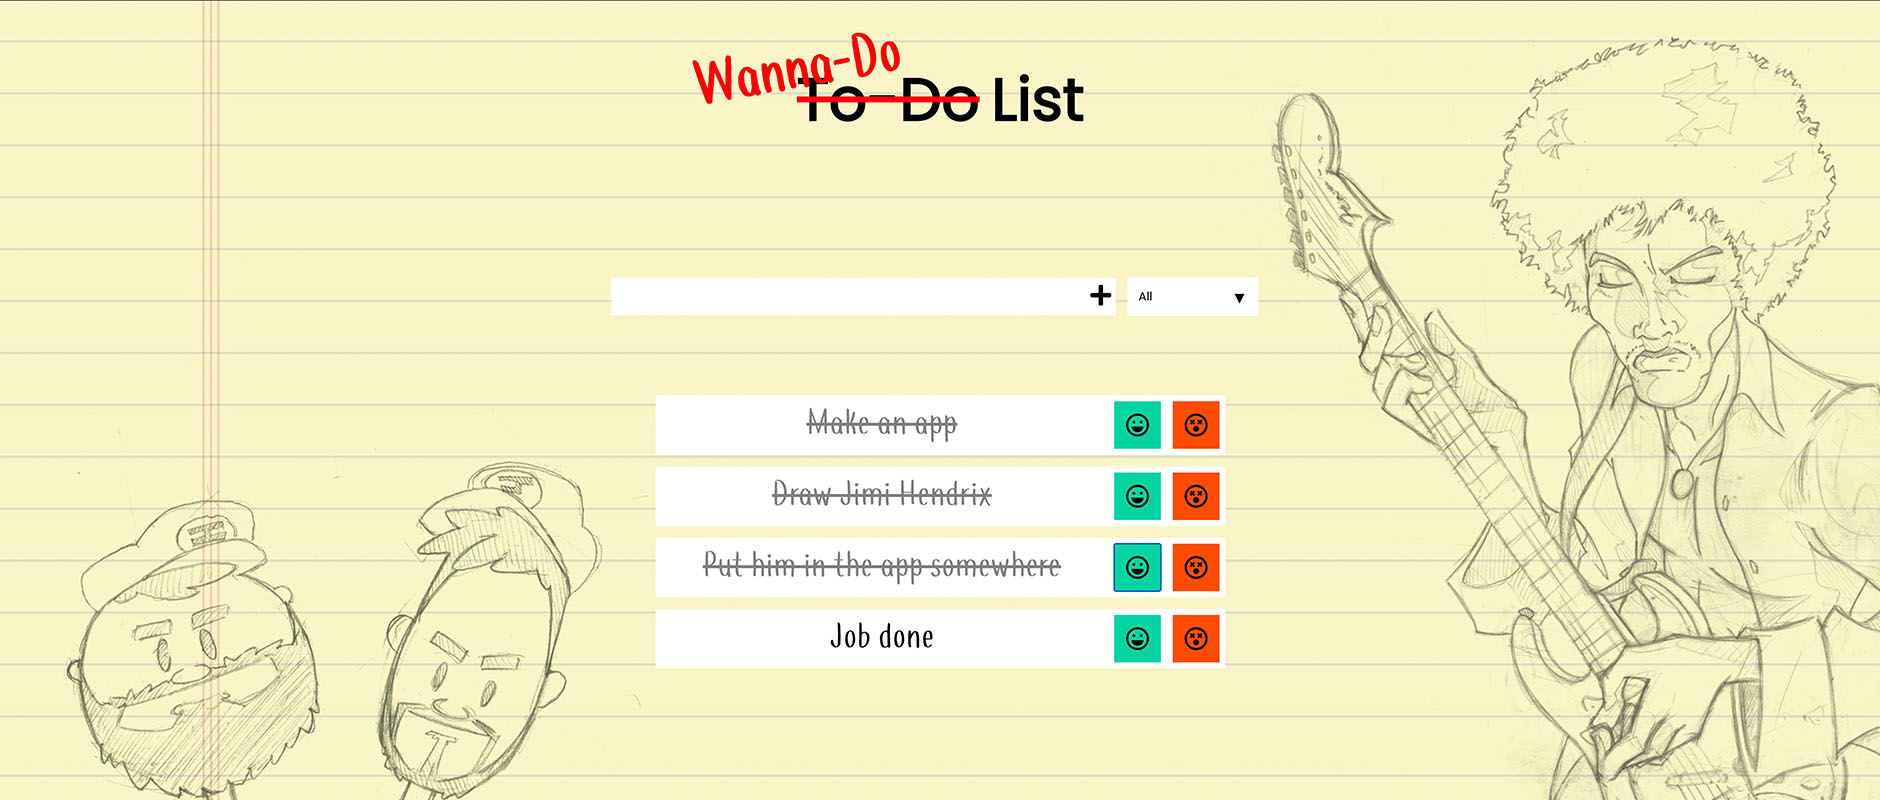 Wanna-Do
To-Do List
All
Make an app
Draw Jimi Hendrix
Put him in the app somewhere
Job done